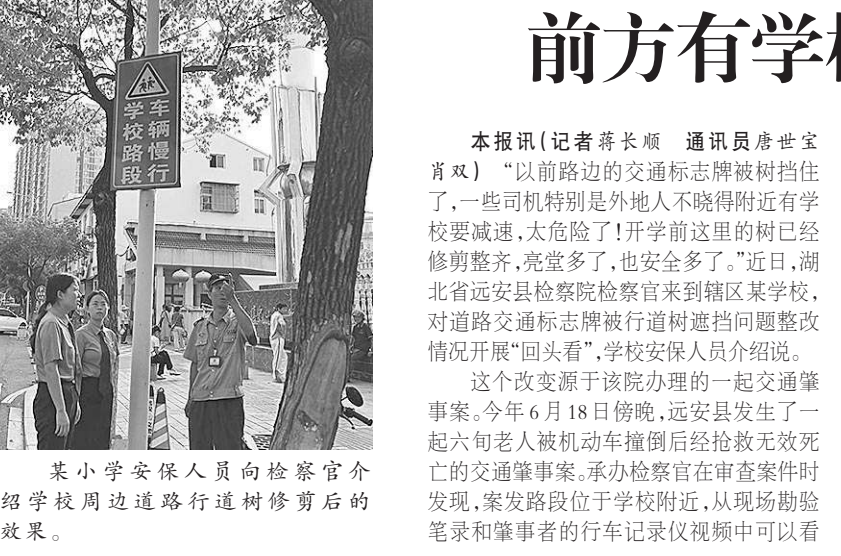 前方有学
学校路段
车辆慢行
某小学安保人员向检察官介
绍学校周边道路行道树修剪后的
效果。
本报讯(记者蒋长顺 通讯员唐世宝
肖双) “以前路边的交通标志牌被树挡住
了,一些司机特别是外地人不晓得附近有学
校要减速,太危险了!开学前这里的树已经
修剪整齐,亮堂多了,也安全多了。”近日,湖
北省远安县检察院检察官来到辖区某学校,
对道路交通标志牌被行道树遮挡问题整改
情况开展“回头看”,学校安保人员介绍说。
这个改变源于该院办理的一起交通肇
事案。今年6月18日傍晚,远安县发生了一
起六旬老人被机动车撞倒后经抢救无效死
亡的交通肇事案。承办检察官在审查案件时
发现,案发路段位于学校附近,从现场勘验
笔录和肇事者的行车记录仪视频中可以看